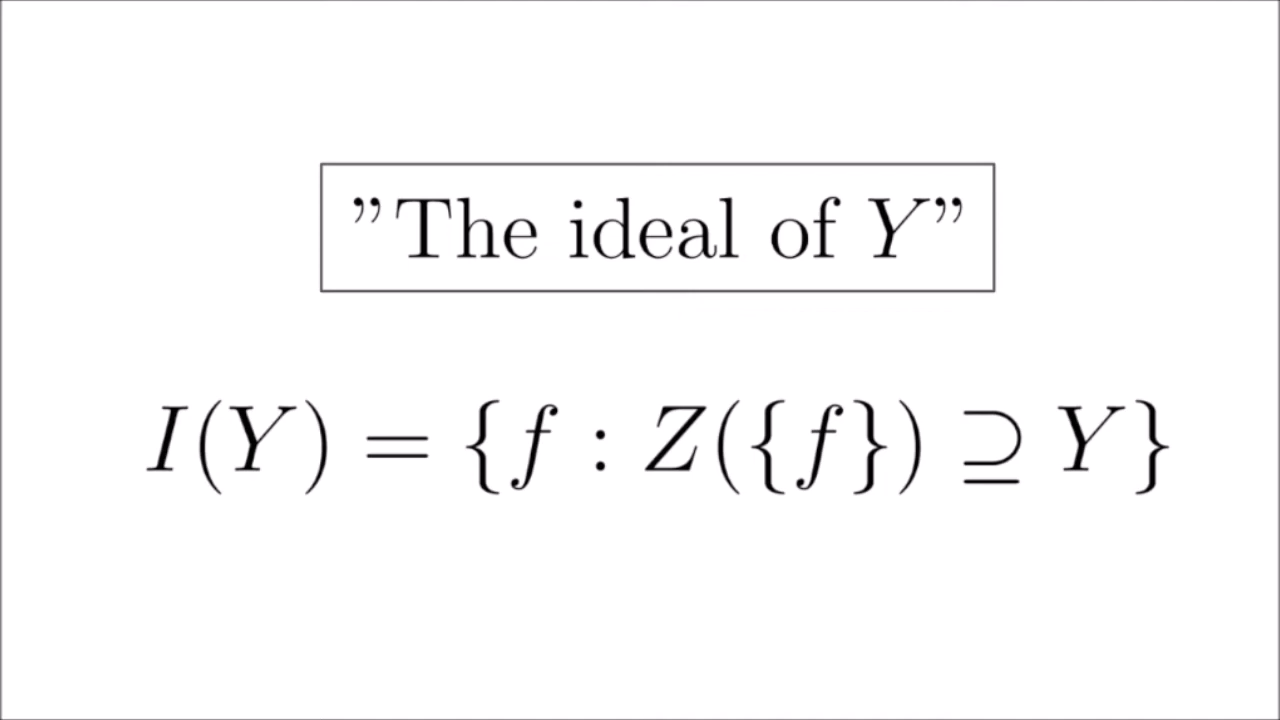 ”The ideal of Y”
I(Y) = {f : Z({f}) ⊇ Y}